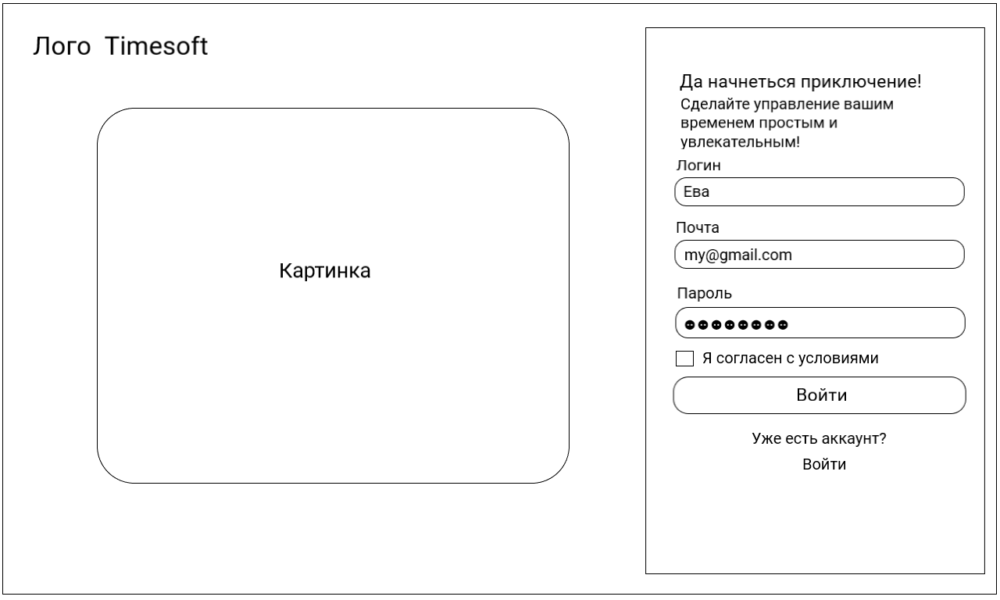 Лого Timesoft
Картинка
Да начнеться приключение!
Сделайте управление вашим
временем простым и
увлекательным!
Логин
Ева
Почта
my@gmail.com
Пароль
Я согласен с условиями
Войти
Уже есть аккаунт?
Войти